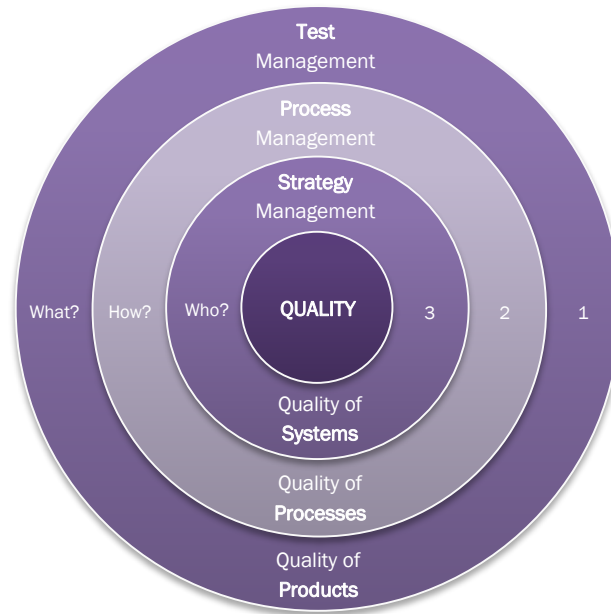 Test
Management
Process
Management
Strategy
Management
What?
How?
Who?
QUALITY
3
2
1
Quality of
Systems
Quality of
Processes
Quality of
Products